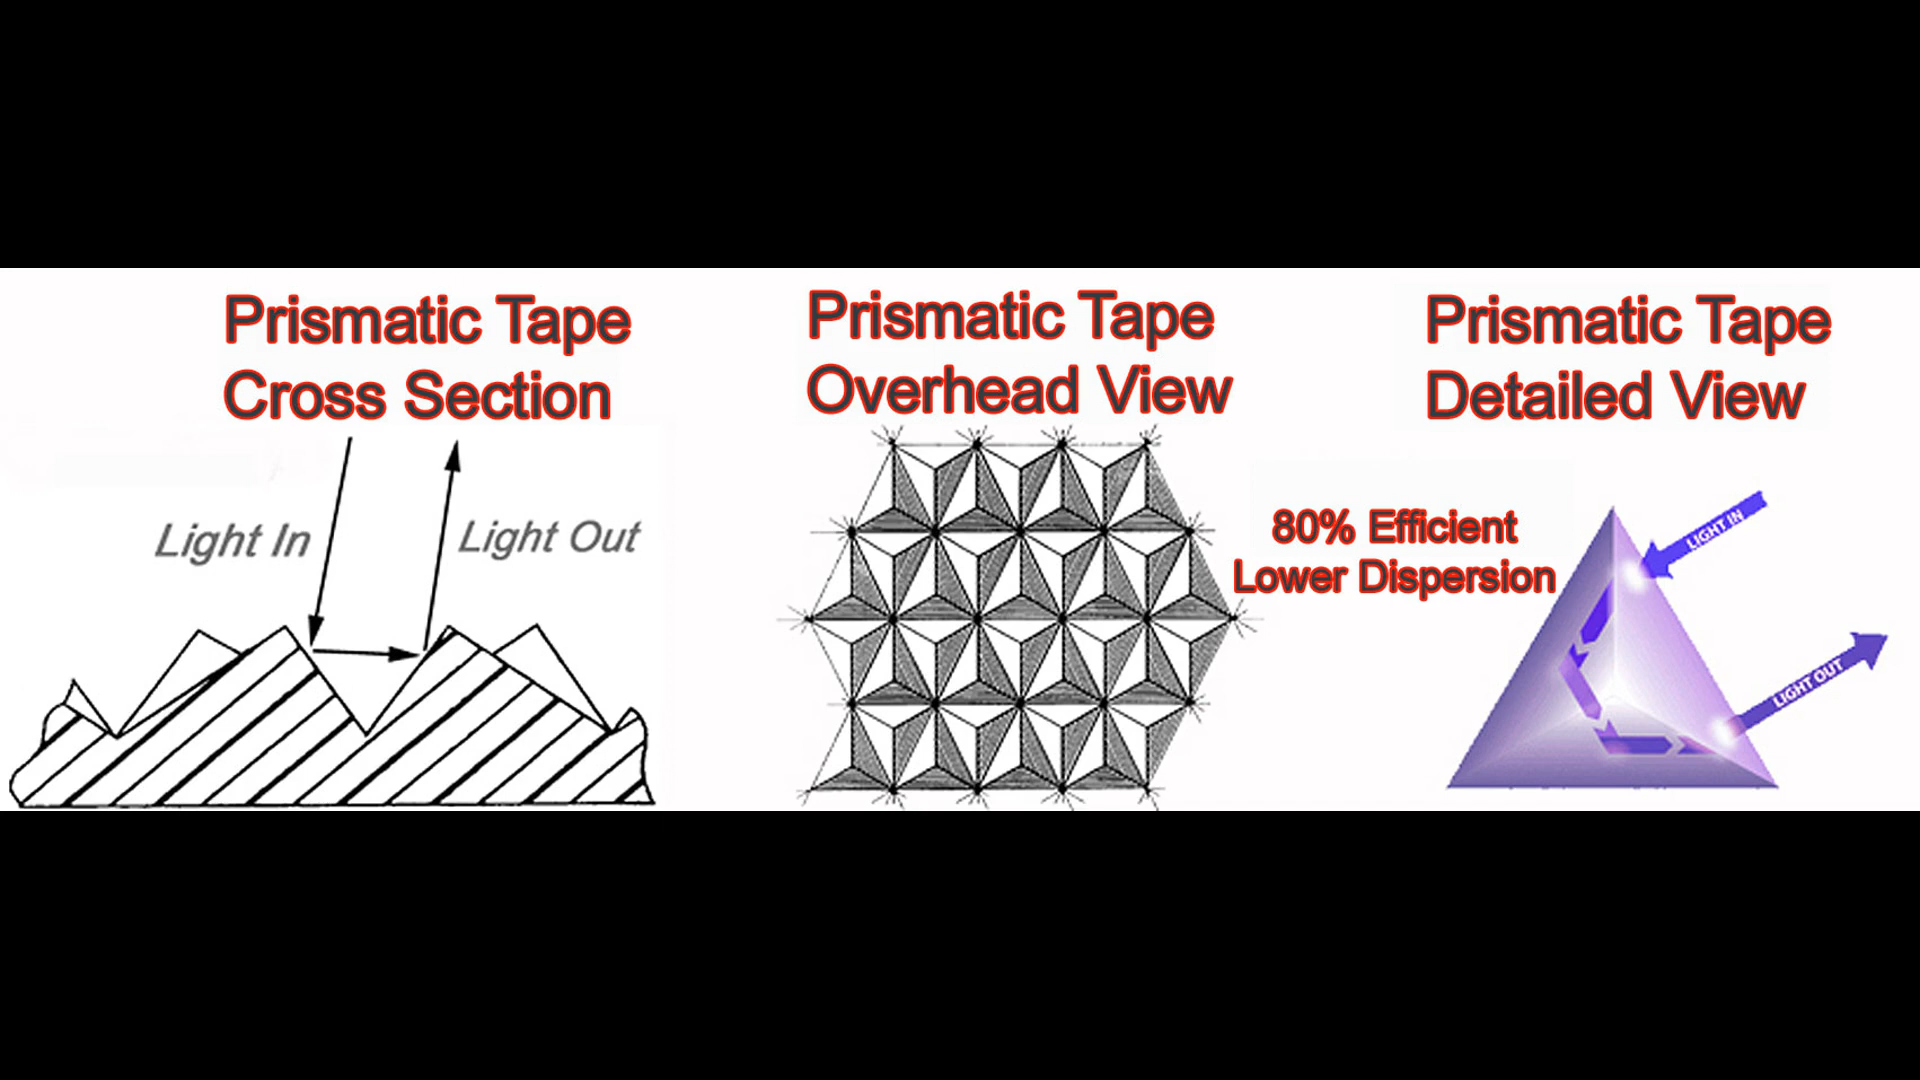 Prismatic Tape
Cross Section
Light In
Light Out
Prismatic Tape
Overhead View
80% Efficient
Lower Dispersion
Prismatic Tape
Detailed View
LIGHT IN
LIGHT OUT